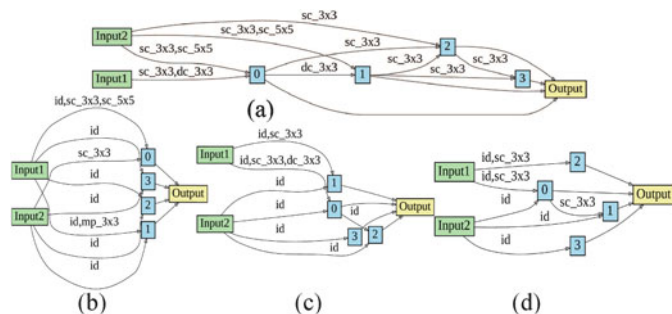 sc_3x3
sc_3x3,sc_5x5
Input2
sc_3x3,sc_5x5
sc_3x3
2
sc_3x3
sc_3x3
Input1
sc_3x3,dc_3x3
0
dc_3x3
1
sc_3x3
3
Output
(a)
id,sc_3x3,sc_5x5
id
sc_3x3
Input1
id
0
3
Output
2
Input2
id
id,mp_3x3
1
id
id
(b)
id,sc_3x3
Input1
id,sc_3x3,dc_3x3
id
1
0
id
Output
Input2
id
id
3
2
id
(c)
id,sc_3x3
Input1
id,sc_3x3
2
0
Output
id
sc_3x3
1
Input2
id
id
3
(d)